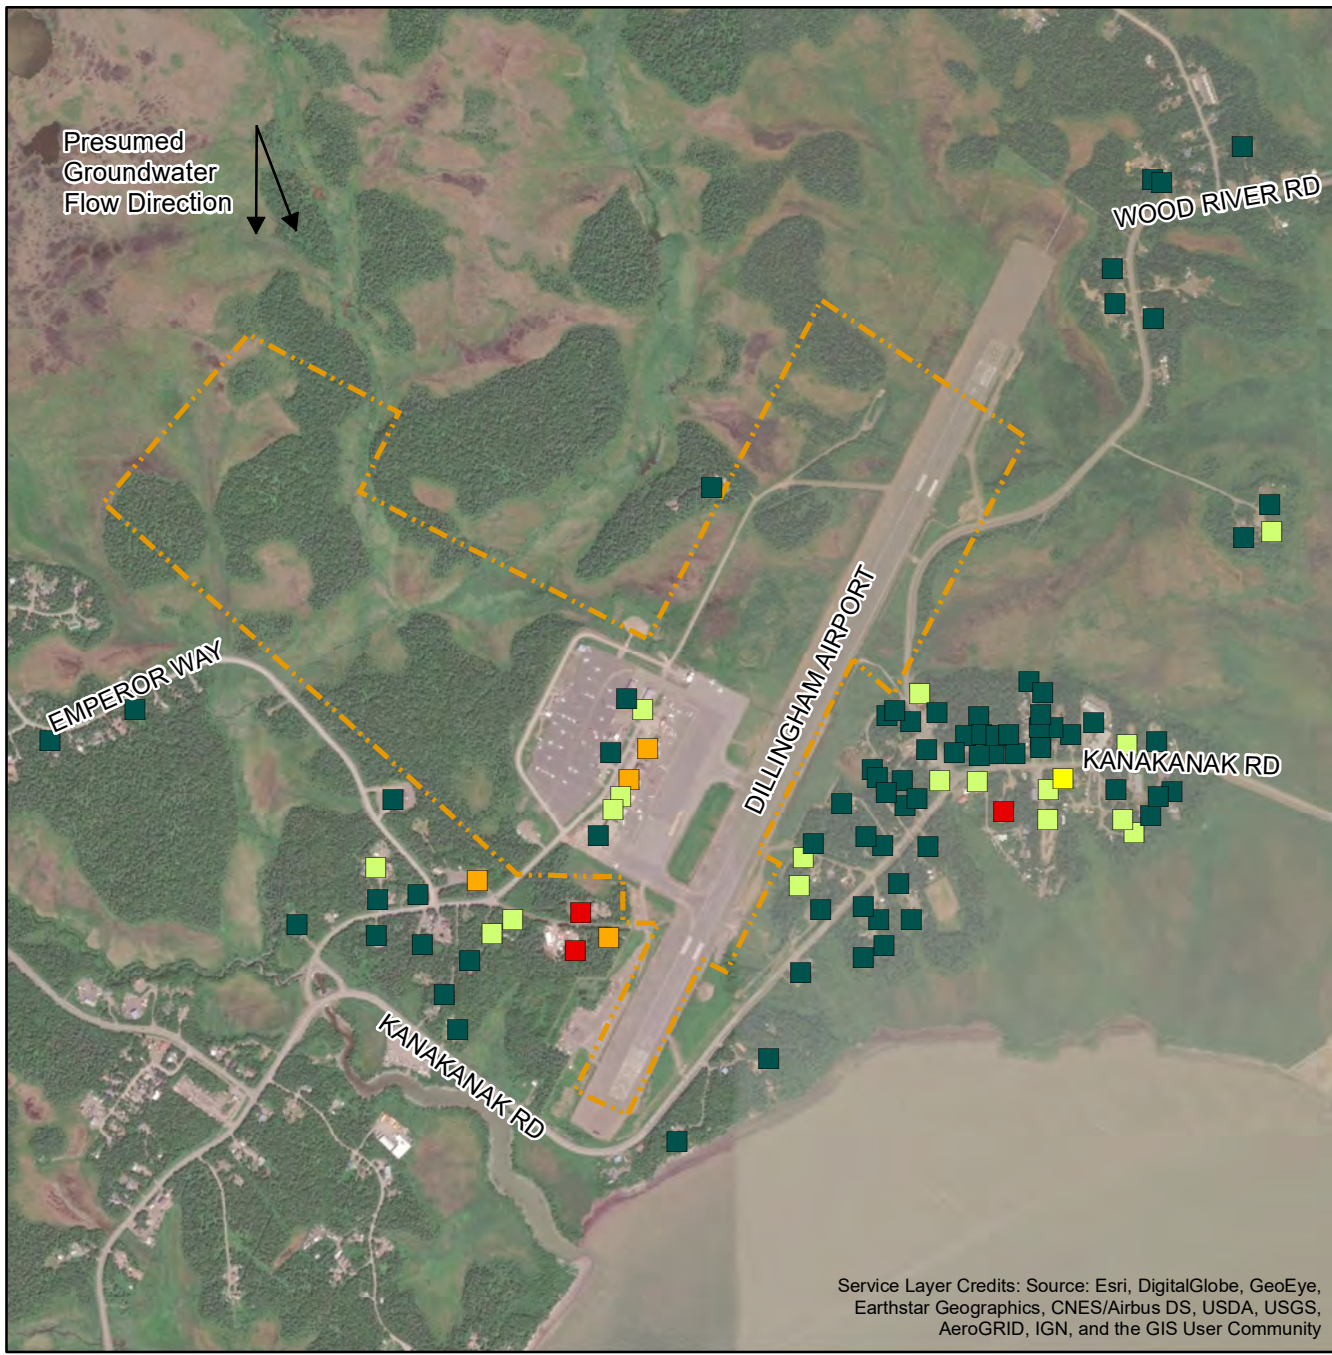 Presumed
Groundwater
Flow Direction
WOOD RIVER RD
EMPEROR WAY
DILLINGHAM AIRPORT
KANAKANAK RD
KANAKANAK RD
Service Layer Credits: Source: Esri, DigitalGlobe, GeoEye,
Earthstar Geographics, CNES/Airbus DS, USDA, USGS,
AeroGRID, IGN, and the GIS User Community